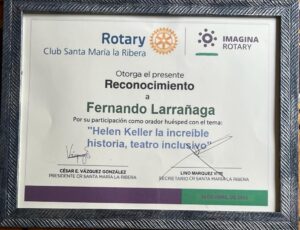 Rotary
Club Santa María la Ribera
IMAGINA
ROTARY
Otorga el presente
Reconocimiento
a
Fernando Larrañaga
Por su participación como orador huésped con el tema:
"Helen Keller la increíble
historia, teatro inclusivo"
CÉSAR E. VÁZQUEZ GONZÁLEZ
PRESIDENTE CR SANTA MARÍA LA RIBERA
LINO MARQUEZ VITE
SECRETARIO CR SANTA MARÍA LA RIBERA